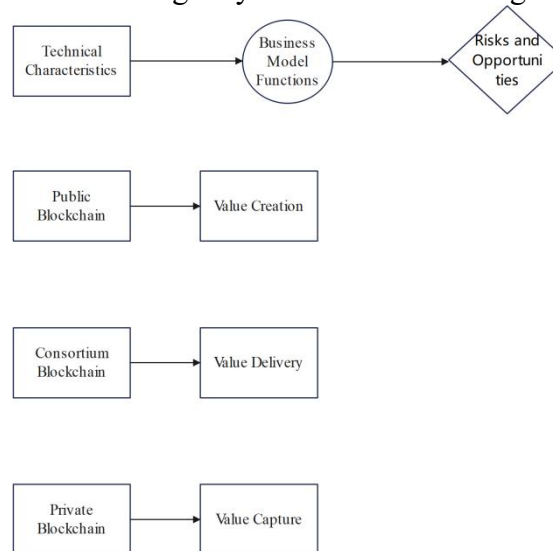 Technical
Characteristics
Business
Model
Functions
Risks and
Opportuni
ties
Public
Blockchain
Value Creation
Consortium
Blockchain
Value Delivery
Private
Blockchain
Value Capture